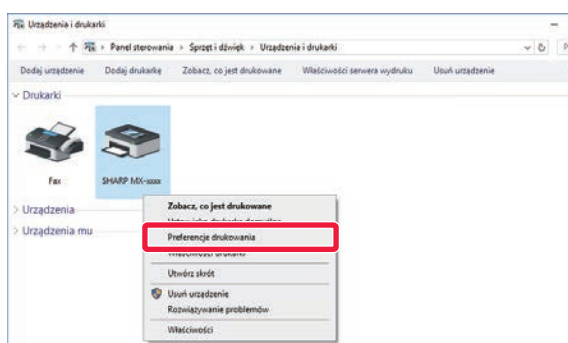 Urządzenia i drukarki
Panel sterowania › Sprzęt i dźwięk › Urządzenia i drukarki
Dodaj urządzenie Dodaj drukarkę Zobacz, co jest drukowane Właściwości serwera wydruku Usuń urządzenie
Drukarki
Fax SHARP MX-xxxx
Urządzenia
Urządzenia mu
Zobacz, co jest drukowane
Preferencje drukowania
Właściwości drukarki
Utwórz skrót
Usuń urządzenie
Rozwiązywanie problemów
Właściwości